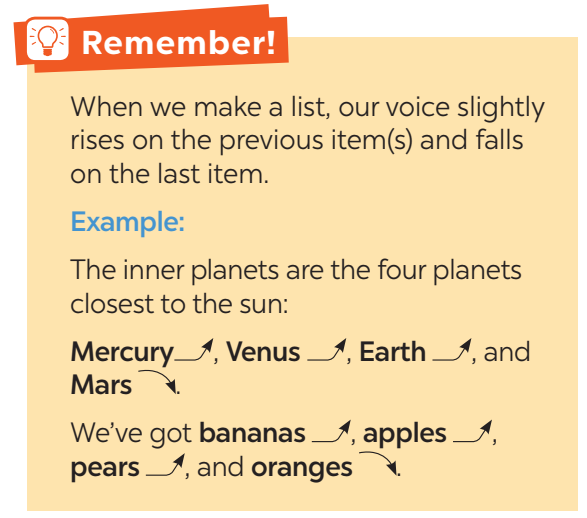 Remember!
When we make a list, our voice slightly
rises on the previous item(s) and falls
on the last item.
Example:
The inner planets are the four planets
closest to the sun:
Mercury, Venus, Earth, and
Mars.
We've got bananas, apples,
pears, and oranges.